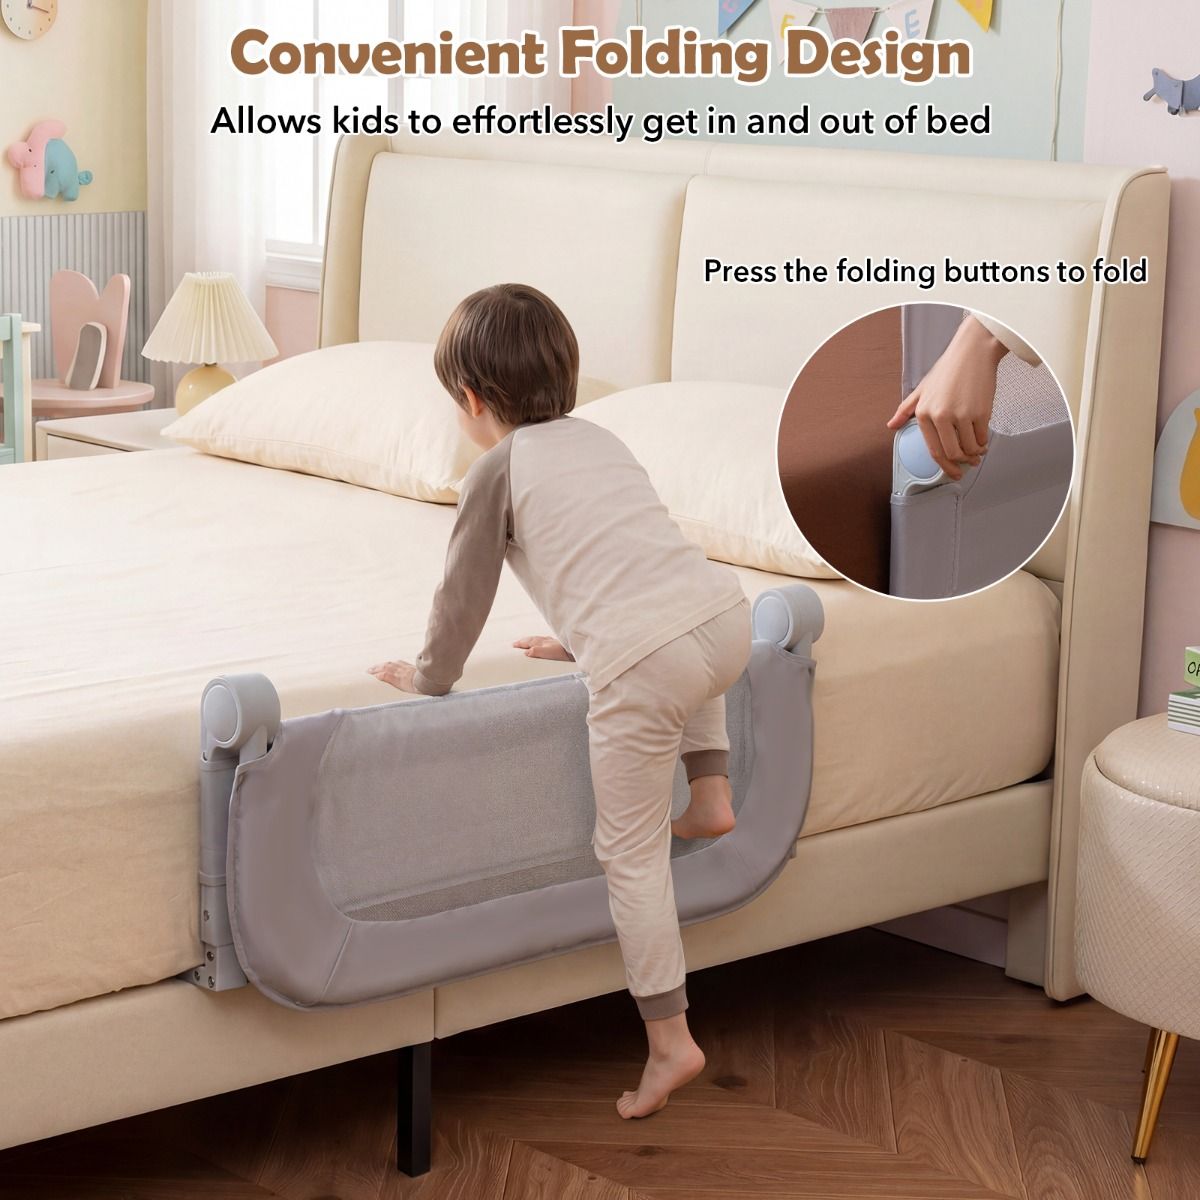 Convenient Folding Design
Allows kids to effortlessly get in and out of bed
Press the folding buttons to fold